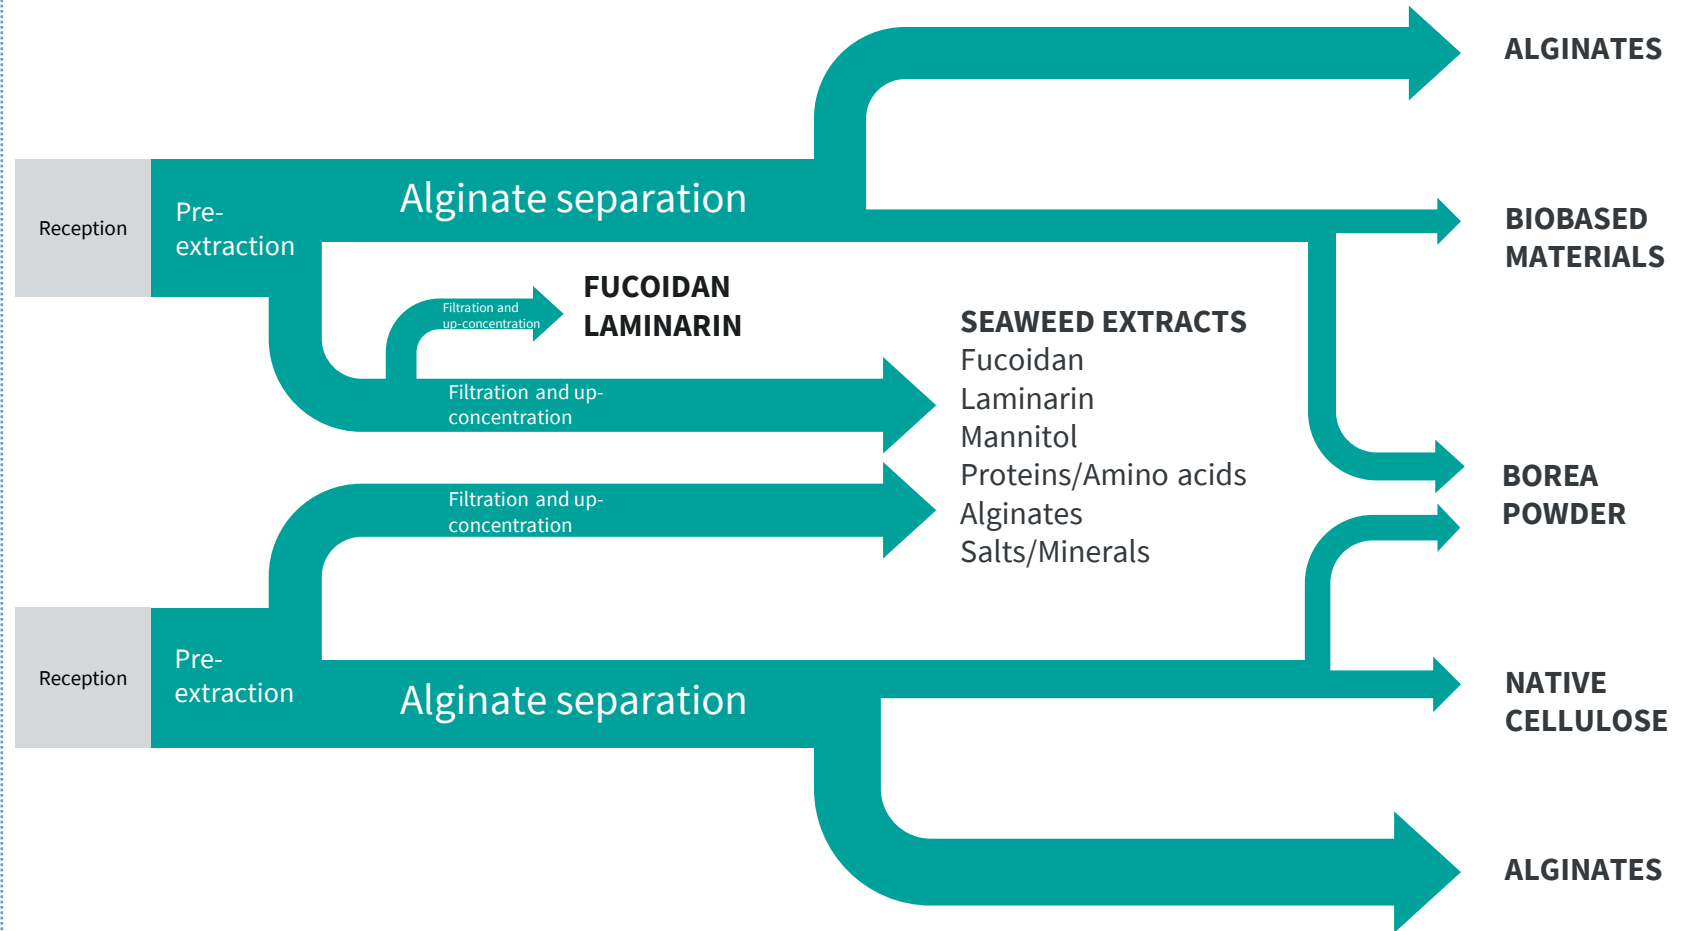 ALGINATES
Reception
Pre-
extraction
Alginate separation
BIOBASED
MATERIALS
Filtration and
up-concentration
FUCOIDAN
LAMINARIN
Filtration and up-
concentration
SEAWEED EXTRACTS
Fucoidan
Laminarin
Mannitol
Proteins/Amino acids
Alginates
Salts/Minerals
BOREA
POWDER
Filtration and up-
concentration
Reception
Pre-
extraction
Alginate separation
NATIVE
CELLULOSE
ALGINATES